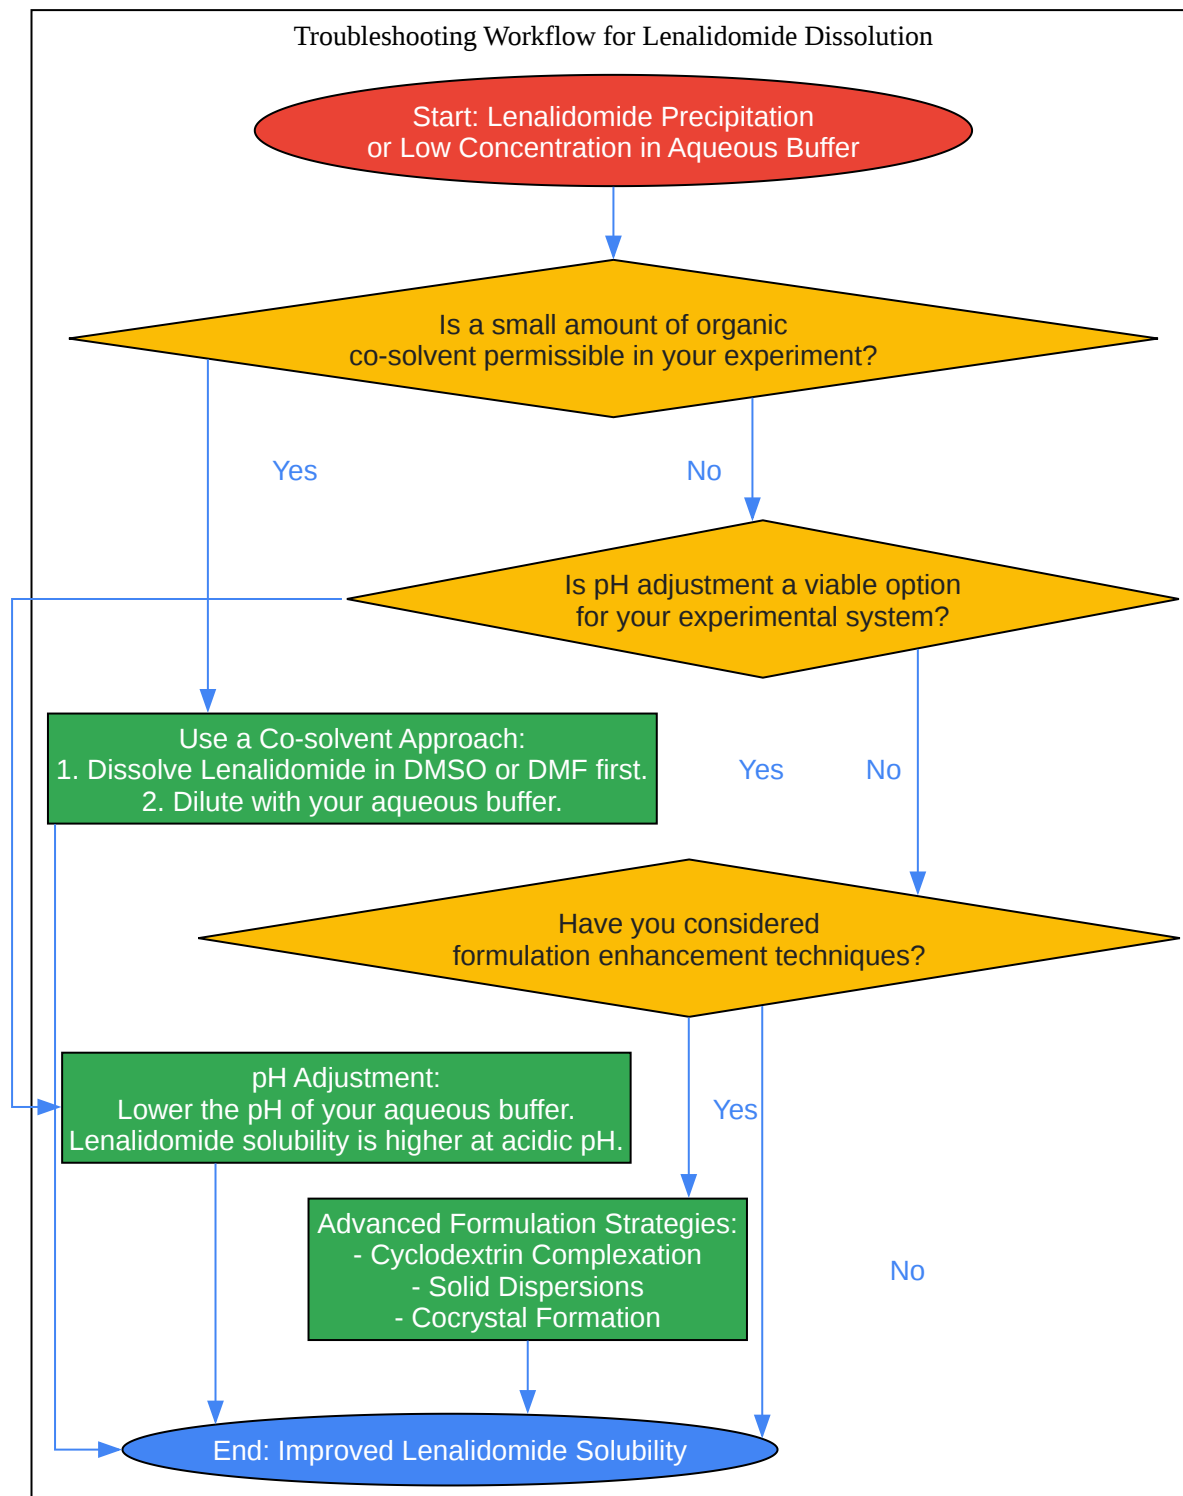 Troubleshooting Workflow for Lenalidomide Dissolution
Start: Lenalidomide Precipitation
or Low Concentration in Aqueous Buffer
Is a small amount of organic
co-solvent permissible in your experiment?
Yes
No
Is pH adjustment a viable option
for your experimental system?
Use a Co-solvent Approach:
1. Dissolve Lenalidomide in DMSO or DMF first.
2. Dilute with your aqueous buffer.
Yes
No
Have you considered
formulation enhancement techniques?
pH Adjustment:
Lower the pH of your aqueous buffer.
Lenalidomide solubility is higher at acidic pH.
Yes
Advanced Formulation Strategies:
- Cyclodextrin Complexation
- Solid Dispersions
- Cocrystal Formation
No
End: Improved Lenalidomide Solubility